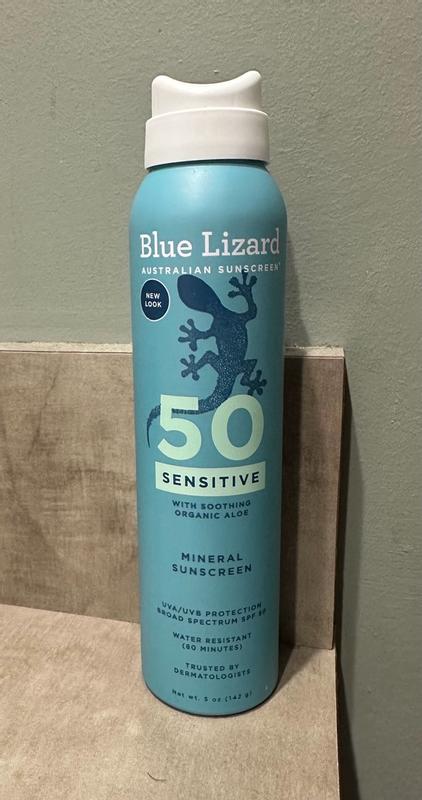 Blue Lizard
AUSTRALIAN SUNSCREEN
NEW
LOOK
50
SENSITIVE
WITH SOOTHING
ORGANIC ALOE
MINERAL
SUNSCREEN
UVA/UVB PROTECTION
BROAD SPECTRUM SPF 50
WATER RESISTANT
(80 MINUTES)
TRUSTED BY
DERMATOLOGISTS
Net wt. 5 oz (142 g)